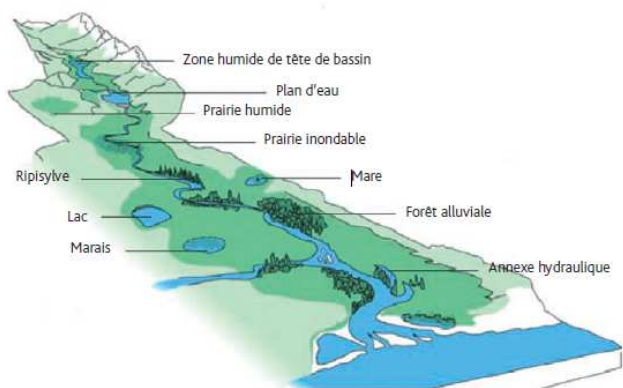 Zone humide de tête de bassin
Plan d'eau
Prairie humide
Prairie inondable
Ripisylve
Mare
Forêt alluviale
Lac
Marais
Annexe hydraulique